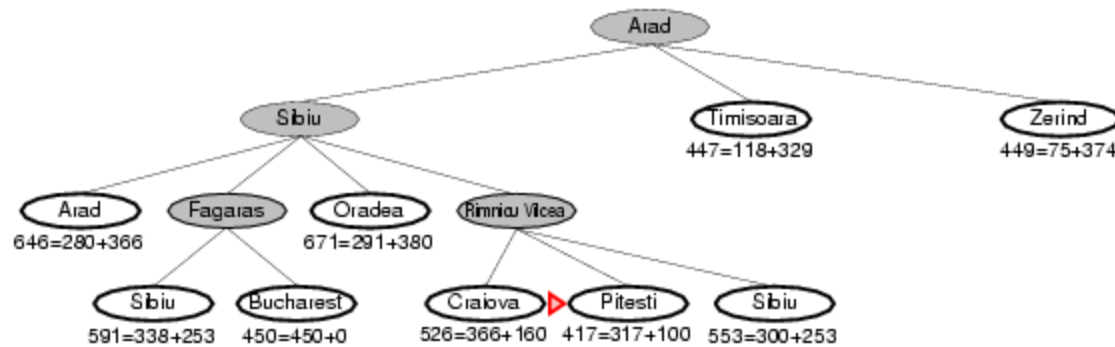 Arad
Sibiu
Timisoara
Zerind
447=118+329
449=75+374
Arad
Fagaras
Oradea
Rimnicu Vilcea
646=280+366
671=291+380
Sibiu
Bucharest
Craiova
Pitesti
Sibiu
591=338+253
450=450+0
526=366+160
417=317+100
553=300+253